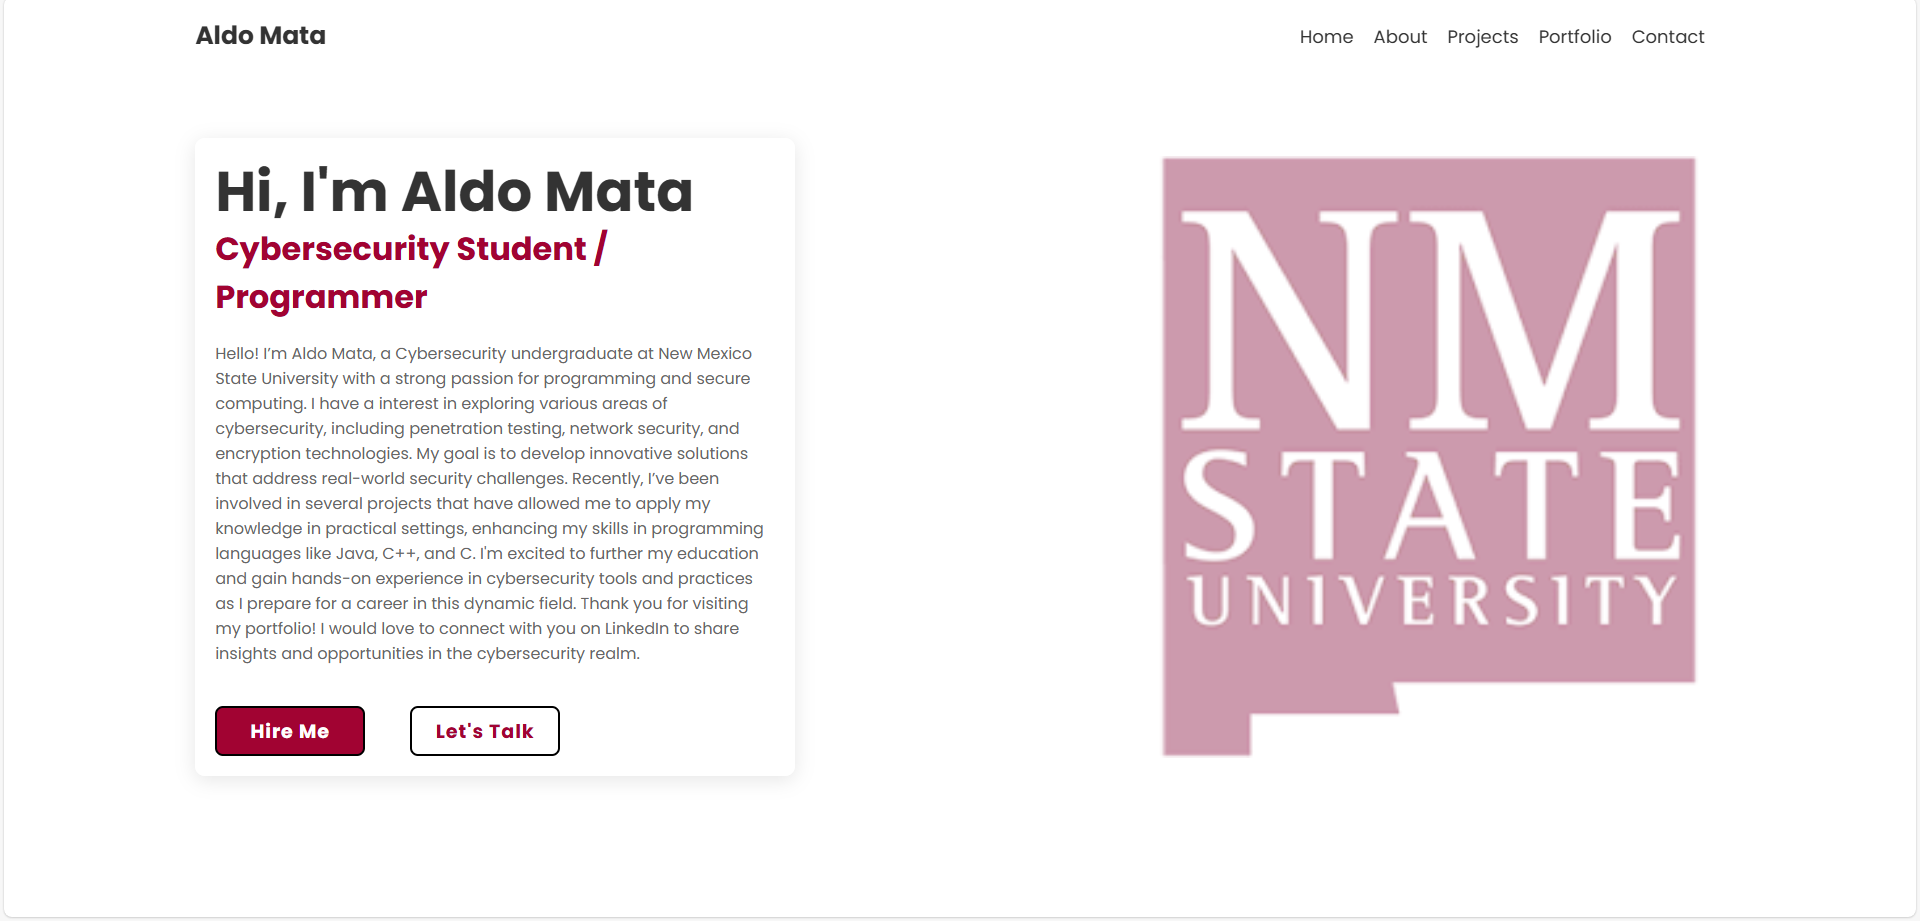 Aldo Mata
Home About Projects Portfolio Contact
Hi, I'm Aldo Mata
Cybersecurity Student /
Programmer
Hello! I’m Aldo Mata, a Cybersecurity undergraduate at New Mexico
State University with a strong passion for programming and secure
computing. I have a interest in exploring various areas of
cybersecurity, including penetration testing, network security, and
encryption technologies. My goal is to develop innovative solutions
that address real-world security challenges. Recently, I’ve been
involved in several projects that have allowed me to apply my
knowledge in practical settings, enhancing my skills in programming
languages like Java, C++, and C. I'm excited to further my education
and gain hands-on experience in cybersecurity tools and practices
as I prepare for a career in this dynamic field. Thank you for visiting
my portfolio! I would love to connect with you on LinkedIn to share
insights and opportunities in the cybersecurity realm.
Hire Me
Let's Talk
NM
STATE
UNIVERSITY